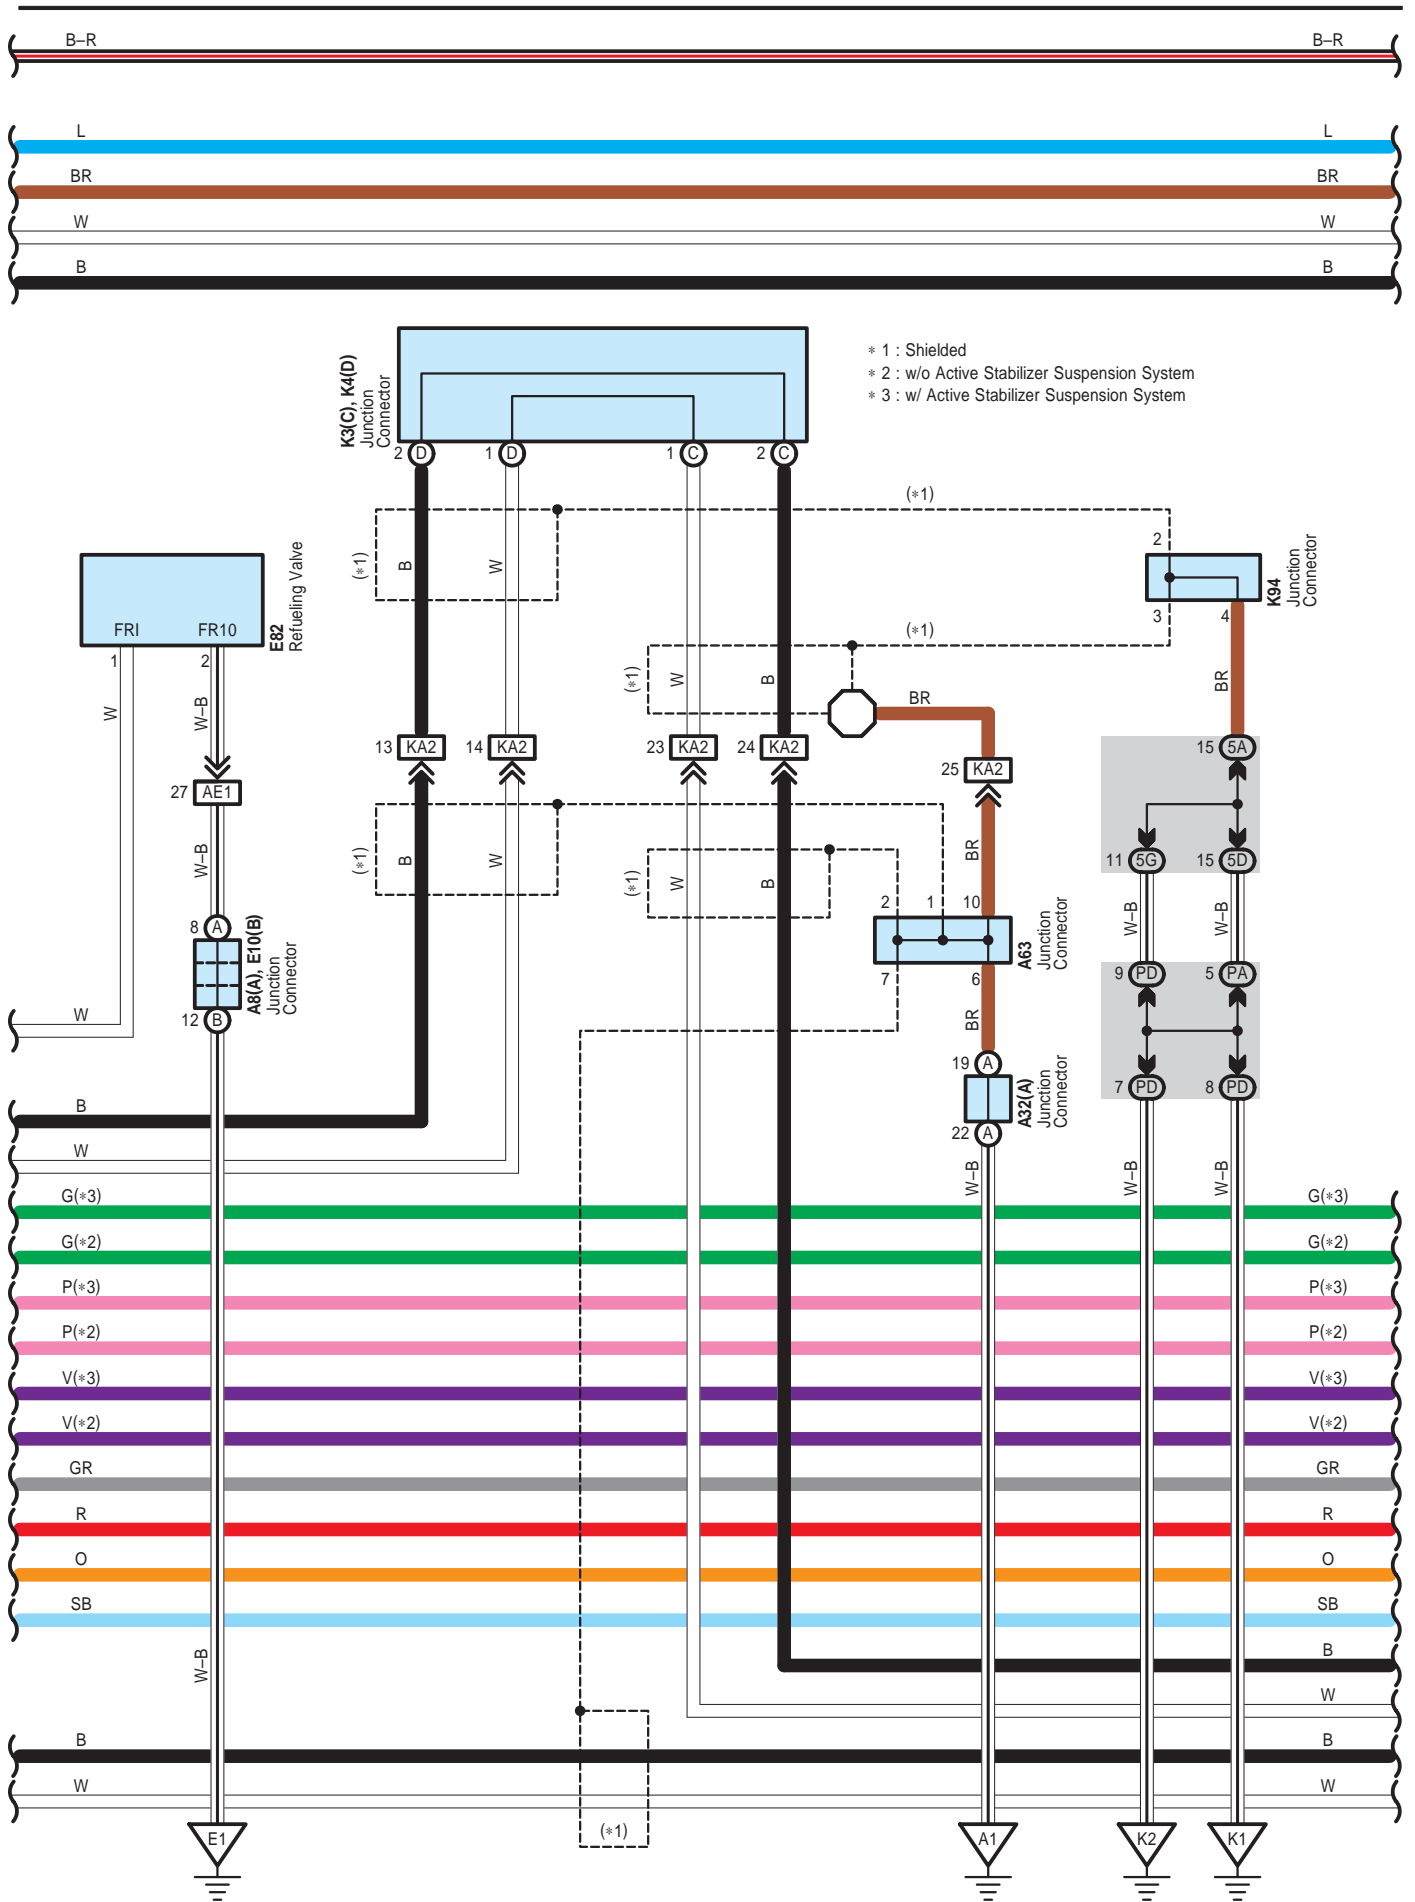 B–R B–R
L L
BR BR
W W
B B
K3(C), K4(D)
Junction
Connector
∗ 1 : Shielded
∗ 2 : w/o Active Stabilizer Suspension System
∗ 3 : w/ Active Stabilizer Suspension System
2 D 1 D 1 C 2 C
(∗1)
(∗1) B W
2
K94
Junction
Connector
3 4
E82
Refueling Valve
FRI FR10
1 2
(∗1)
(∗1) W B
BR
BR
W W–B
13 KA2 14 KA2 23 KA2 24 KA2
15 5A
25 KA2
27 AE1
W–B
(∗1) B W
(∗1) W B
BR
11 5G 15 5D
2 1 10
A63
Junction
Connector
7 6
W–B W–B
8 A
A8(A), E10(B)
Junction
Connector
12 B
9 PD 5 PA
W
BR
19 A
A32(A)
Junction
Connector
22 A
7 PD 8 PD
B
W
W–B W–B W–B
G(∗3) G(∗3)
G(∗2) G(∗2)
P(∗3) P(∗3)
P(∗2) P(∗2)
V(∗3) V(∗3)
V(∗2) V(∗2)
GR GR
R R
O O
SB SB
W–B
B
W
B B
W W
(∗1)
E1 A1 K2 K1